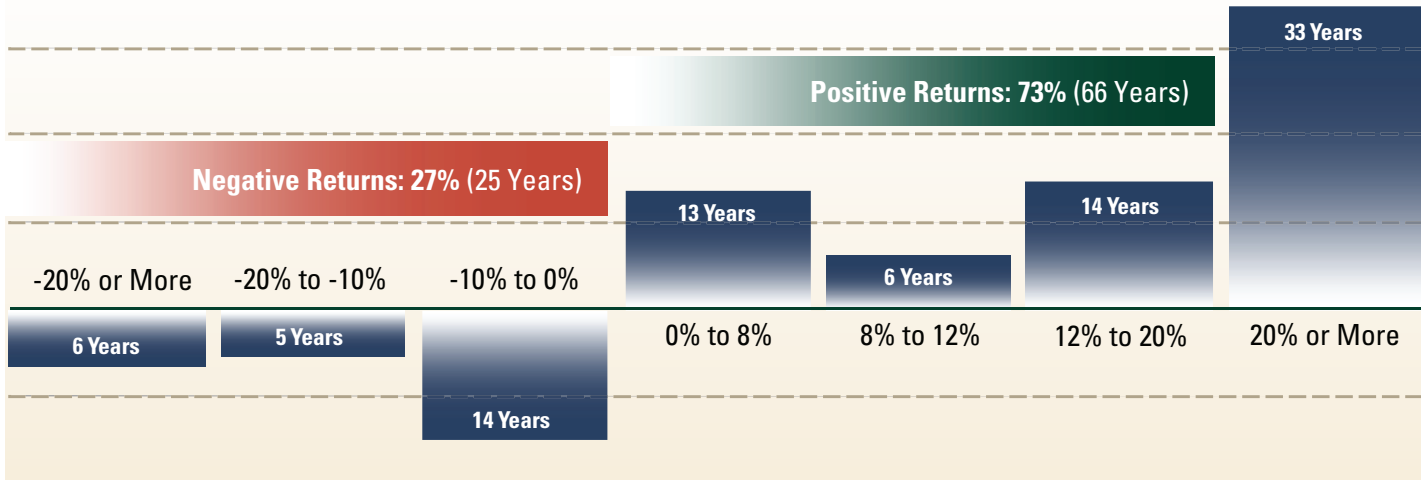 33 Years
Positive Returns: 73% (66 Years)
Negative Returns: 27% (25 Years)
13 Years
14 Years
6 Years
-20% or More
-20% to -10%
-10% to 0%
0% to 8%
8% to 12%
12% to 20%
20% or More
6 Years
5 Years
14 Years